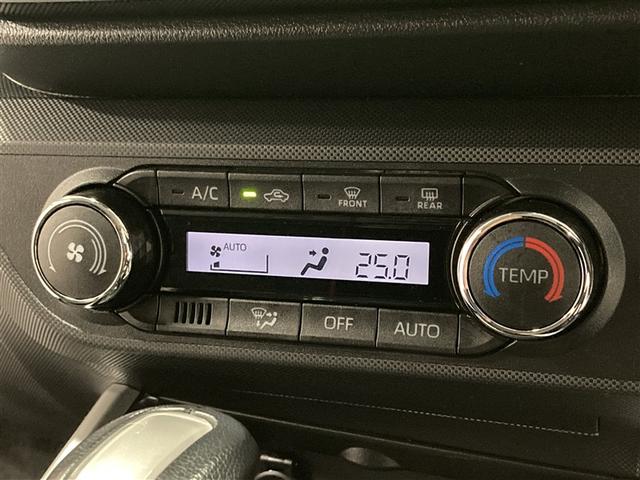 A/C
FRONT
REAR
AUTO
25.0
TEMP
OFF
AUTO